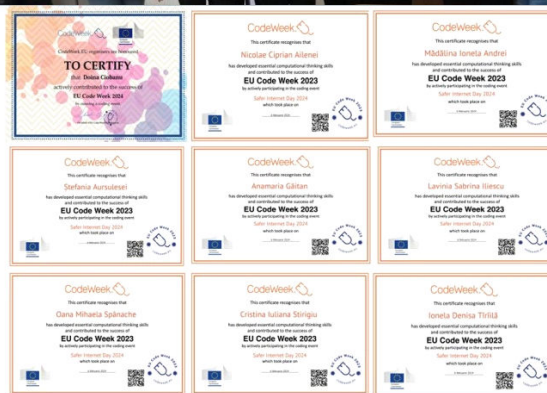 CodeWeek
TO CERTIFY
that Doina Ciobanu
actively contributed to the success of
EU Code Week 2024
CodeWeek
This certificate recognises that
Nicolae Ciprian Ailenei
has developed essential computational thinking skills
and contributed to the success of
EU Code Week 2023
by actively participating in the coding event
Safer Internet Day 2024
which took place on
CodeWeek
This certificate recognises that
Mădălina Ionela Andrei
has developed essential computational thinking skills
and contributed to the success of
EU Code Week 2023
by actively participating in the coding event
Safer Internet Day 2024
which took place on
CodeWeek
This certificate recognises that
Stefania Aursulesei
has developed essential computational thinking skills
and contributed to the success of
EU Code Week 2023
by actively participating in the coding event
Safer Internet Day 2024
which took place on
CodeWeek
This certificate recognises that
Anamaria Găitan
has developed essential computational thinking skills
and contributed to the success of
EU Code Week 2023
by actively participating in the coding event
Safer Internet Day 2024
which took place on
CodeWeek
This certificate recognises that
Lavinia Sabrina Iliescu
has developed essential computational thinking skills
and contributed to the success of
EU Code Week 2023
by actively participating in the coding event
Safer Internet Day 2024
which took place on
CodeWeek
This certificate recognises that
Oana Mihaela Spânache
has developed essential computational thinking skills
and contributed to the success of
EU Code Week 2023
by actively participating in the coding event
Safer Internet Day 2024
which took place on
CodeWeek
This certificate recognises that
Cristina Iuliana Stirigiu
has developed essential computational thinking skills
and contributed to the success of
EU Code Week 2023
by actively participating in the coding event
Safer Internet Day 2024
which took place on
CodeWeek
This certificate recognises that
Ionela Denisa Tîrîlă
has developed essential computational thinking skills
and contributed to the success of
EU Code Week 2023
by actively participating in the coding event
Safer Internet Day 2024
which took place on